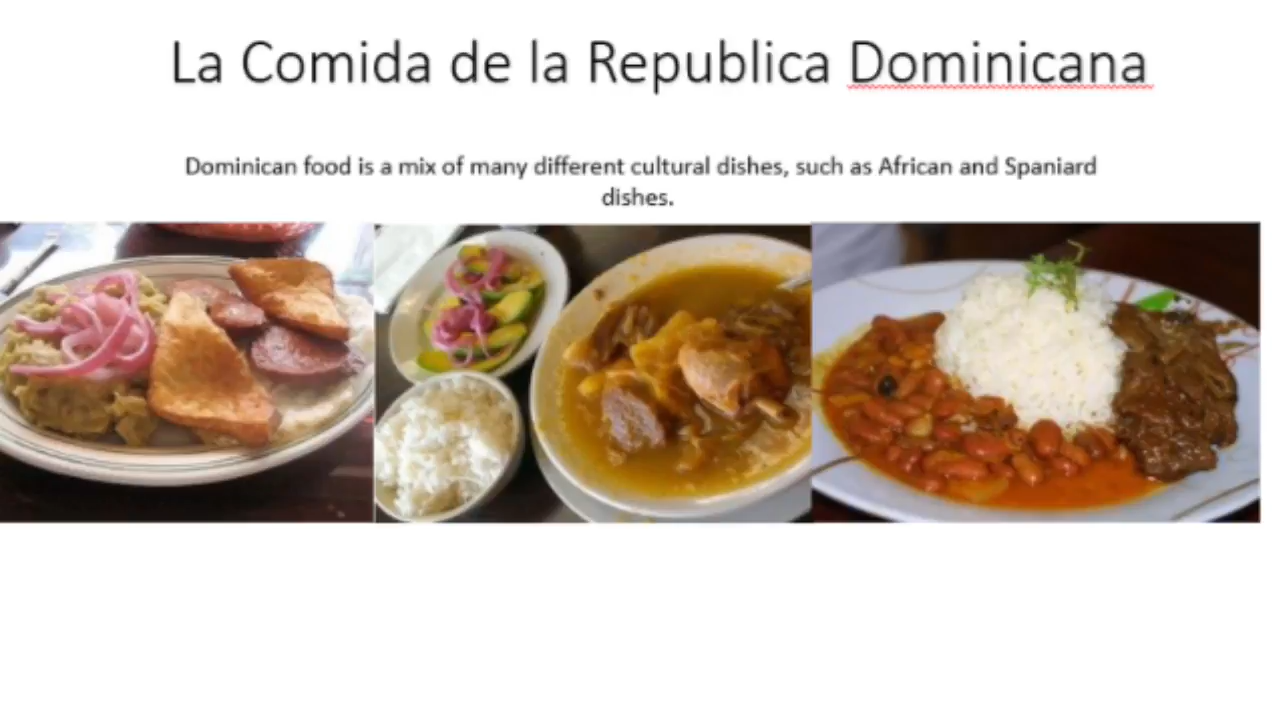 La Comida de la Republica Dominicana
Dominican food is a mix of many different cultural dishes, such as African and Spaniard
dishes.